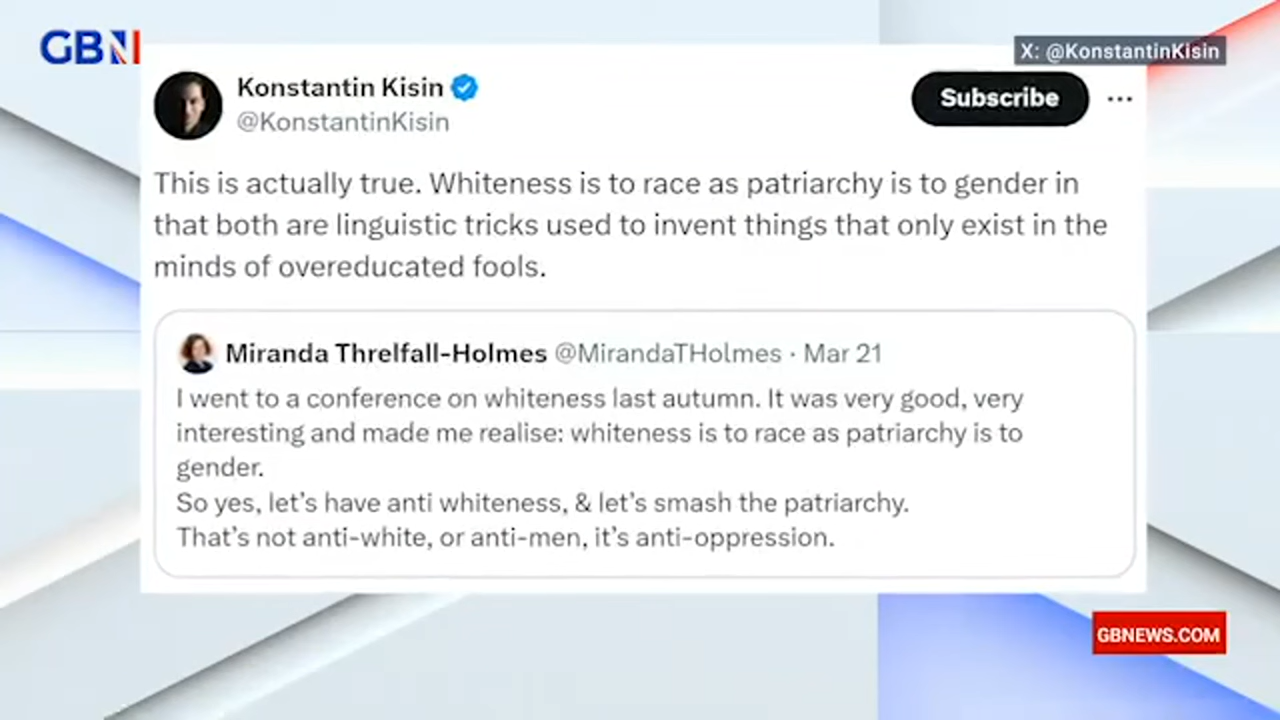 GBN
X: @KonstantinKisin
Konstantin Kisin
@KonstantinKisin
Subscribe
This is actually true. Whiteness is to race as patriarchy is to gender in
that both are linguistic tricks used to invent things that only exist in the
minds of overeducated fools.
Miranda Threlfall-Holmes @MirandaTHolmes · Mar 21
I went to a conference on whiteness last autumn. It was very good, very
interesting and made me realise: whiteness is to race as patriarchy is to
gender.
So yes, let's have anti whiteness, & let's smash the patriarchy.
That's not anti-white, or anti-men, it's anti-oppression.
GBNEWS.COM